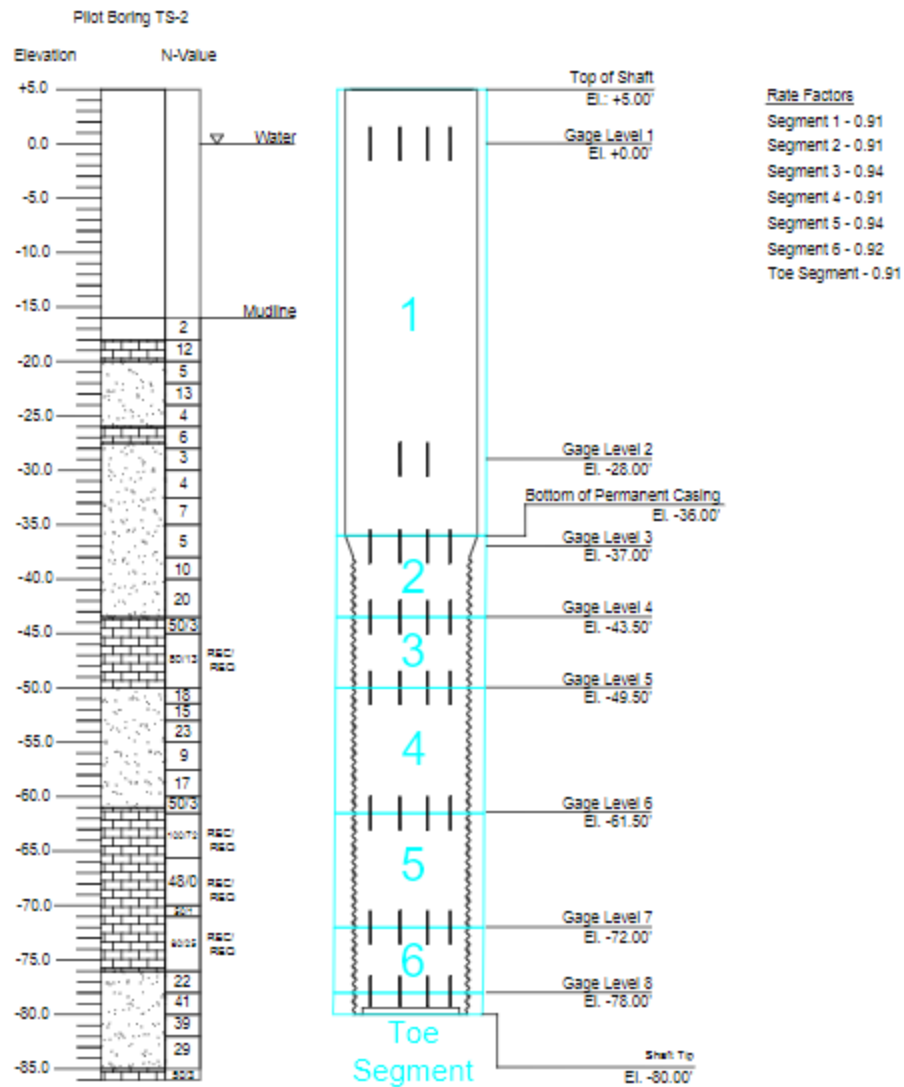 Pilot Boring TS-2
Elevation N-Value
+5.0
0.0
-5.0
-10.0
-15.0
-20.0
-25.0
-30.0
-35.0
-40.0
-45.0
-50.0
-55.0
-60.0
-65.0
-70.0
-75.0
-80.0
-85.0
Water
Mudline
2
12
5
13
4
6
3
4
7
5
10
20
50/3
18
15
23
9
17
50/3
48/0
22
41
39
29
REC/
REC/
REC/
REC/
1
2
3
4
5
6
Toe
Segment
Top of Shaft
El.: +5.00'
Gage Level 1
El. +0.00'
Gage Level 2
El. -28.00'
Bottom of Permanent Casing
El. -36.00'
Gage Level 3
El. -37.00'
Gage Level 4
El. -43.50'
Gage Level 5
El. -49.50'
Gage Level 6
El. -61.50'
Gage Level 7
El. -72.00'
Gage Level 8
El. -78.00'
Shaft Tip
El. -80.00'
Rate Factors
Segment 1 - 0.91
Segment 2 - 0.91
Segment 3 - 0.94
Segment 4 - 0.91
Segment 5 - 0.94
Segment 6 - 0.92
Toe Segment - 0.91